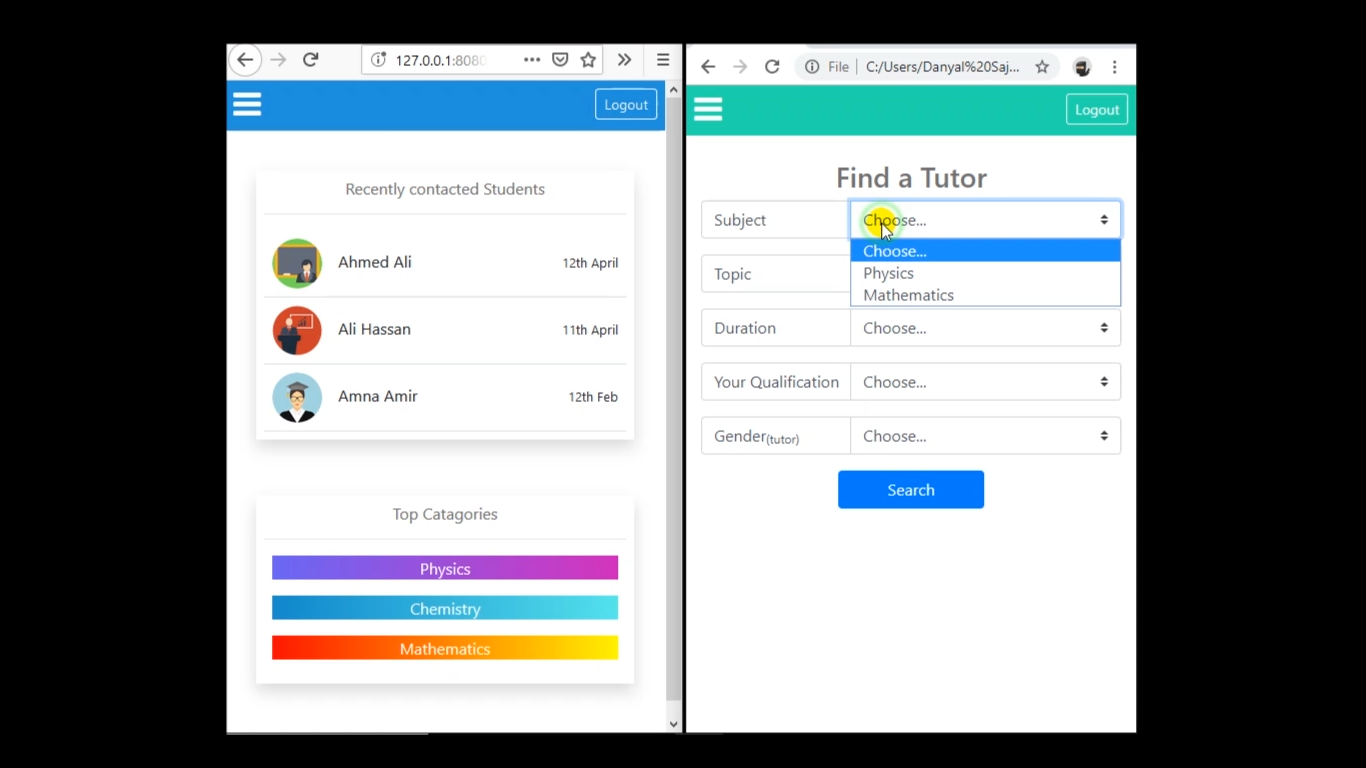 127.0.0.1:8080
Logout
Recently contacted Students
Ahmed Ali 12th April
Ali Hassan 11th April
Amna Amir 12th Feb
Top Catagories
Physics
Chemistry
Mathematics
File C:/Users/Danyal%20Saj...
Logout
Find a Tutor
Subject Choose...
Choose...
Physics
Mathematics
Topic
Duration Choose...
Your Qualification Choose...
Gender(tutor) Choose...
Search